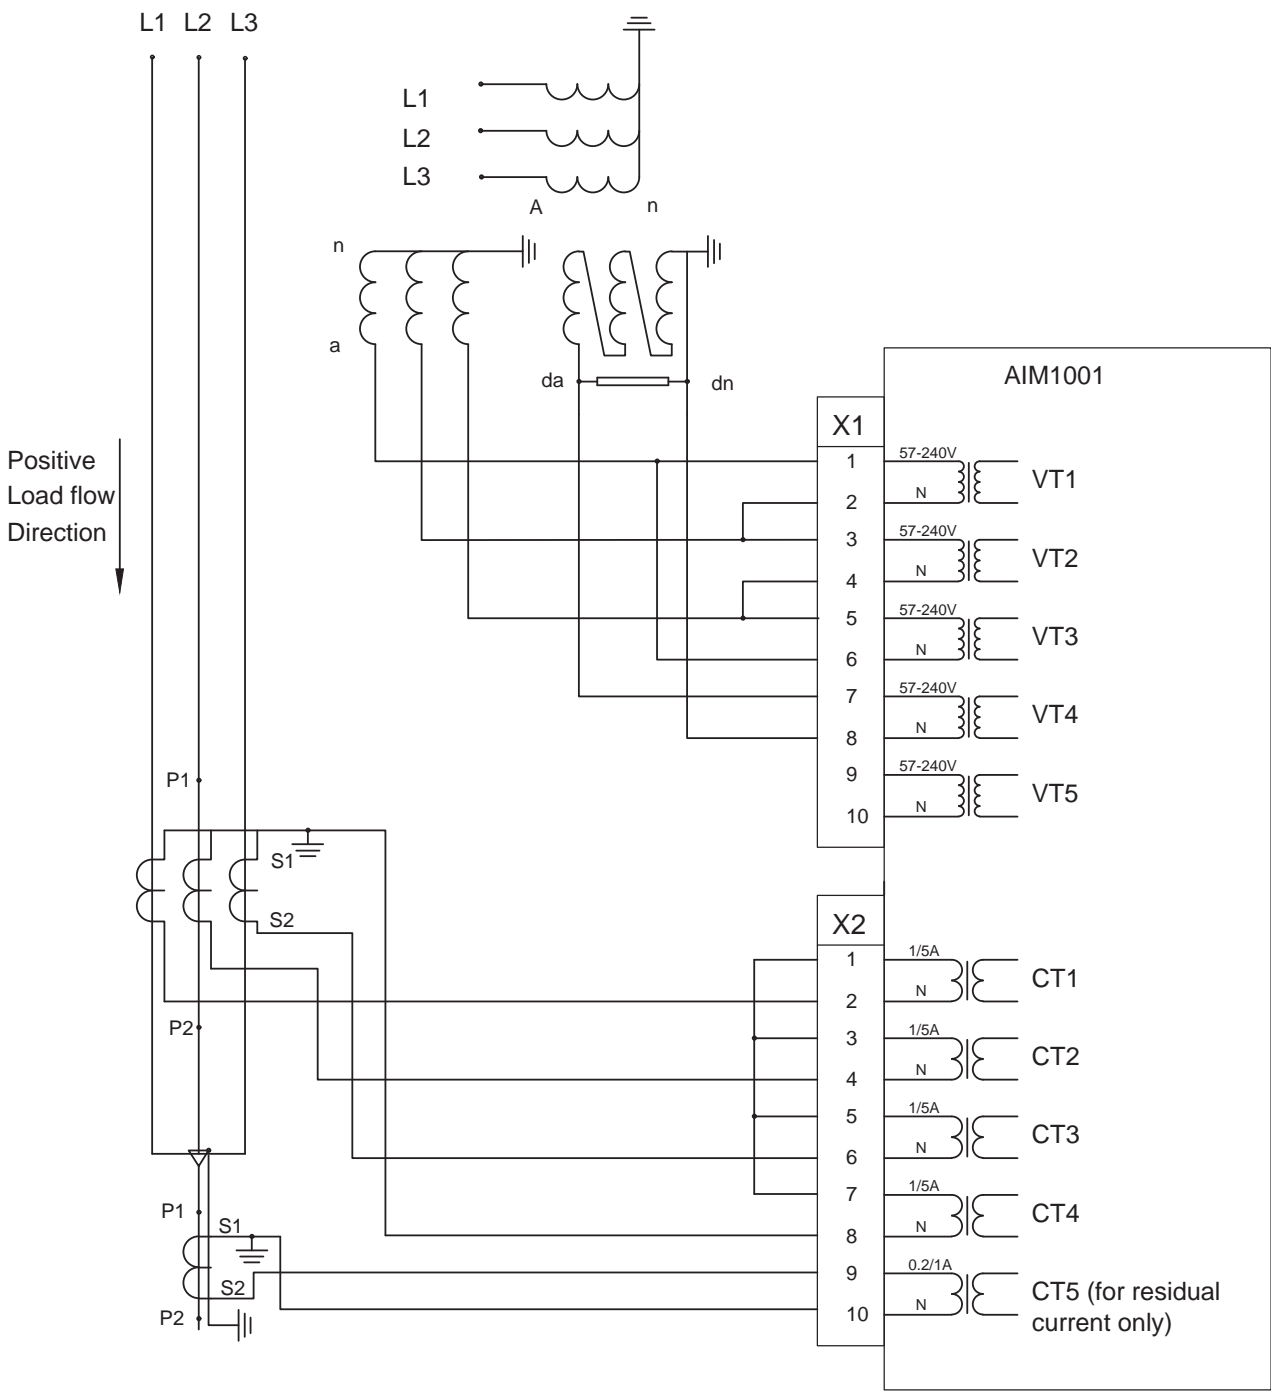 L1 L2 L3
L1
L2
L3
A n
n
a
da dn
Positive
Load flow
Direction
P1
S1
S2
P2
P1
S1
S2
P2
AIM1001
X1
1 57-240V
2 N
VT1
3 57-240V
4 N
VT2
5 57-240V
6 N
VT3
7 57-240V
8 N
VT4
9 57-240V
10 N
VT5
X2
1 1/5A
2 N
CT1
3 1/5A
4 N
CT2
5 1/5A
6 N
CT3
7 1/5A
8 N
CT4
9 0.2/1A
10 N
CT5 (for residual
current only)